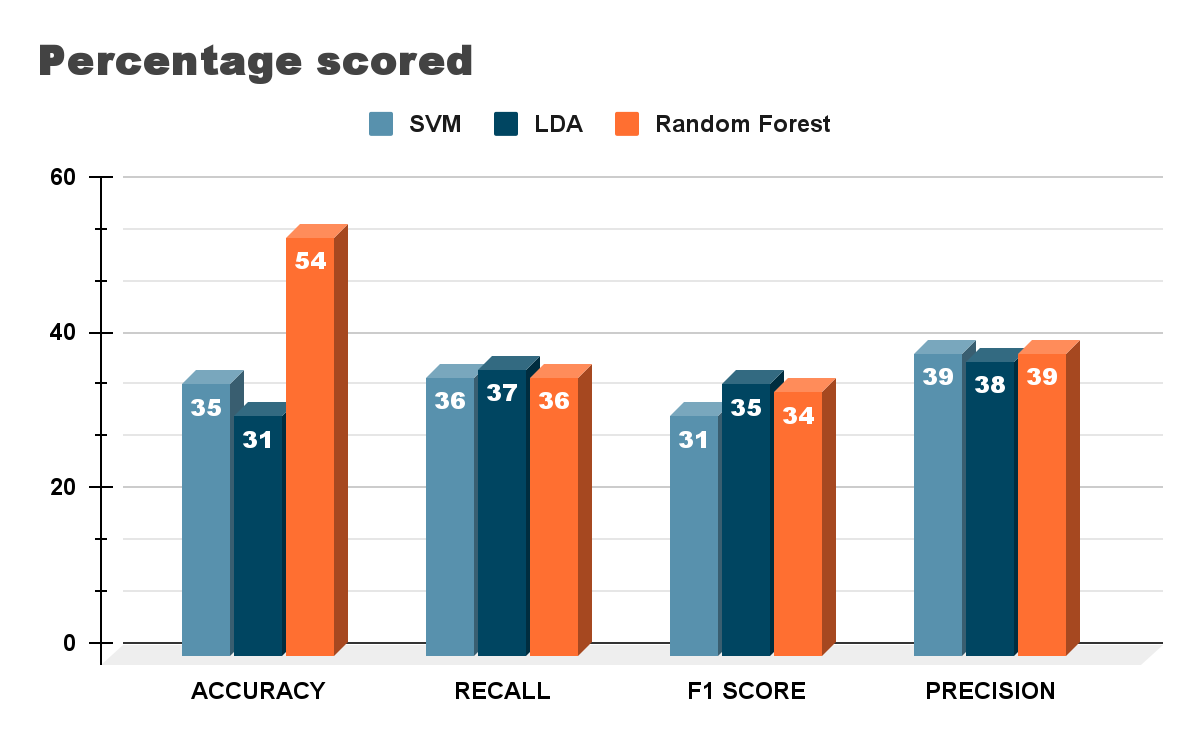 Percentage scored
SVM LDA Random Forest
60
40
20
0
35 31 54
36 37 36
31 35 34
39 38 39
ACCURACY RECALL F1 SCORE PRECISION